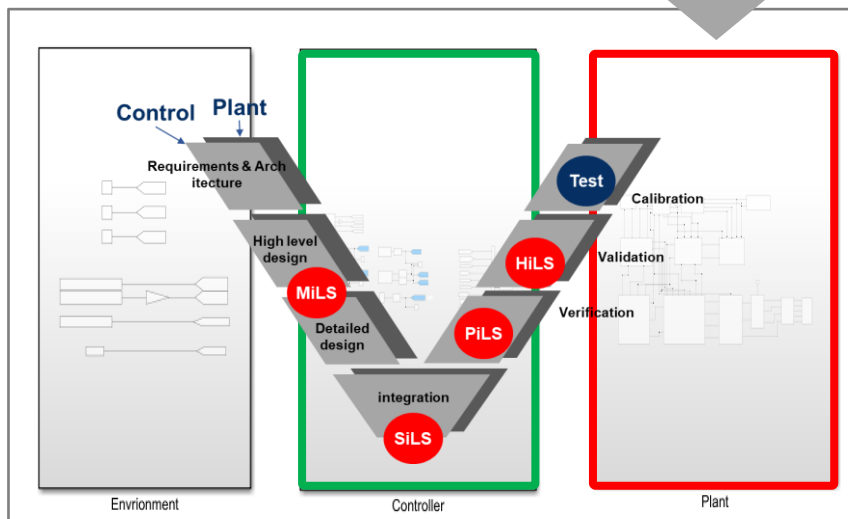 Control
Plant
Requirements & Arch
itecture
High level
design
MiLS
Detailed
design
integration
SiLS
PiLS
Verification
HiLS
Validation
Test
Calibration
Envrionment
Controller
Plant